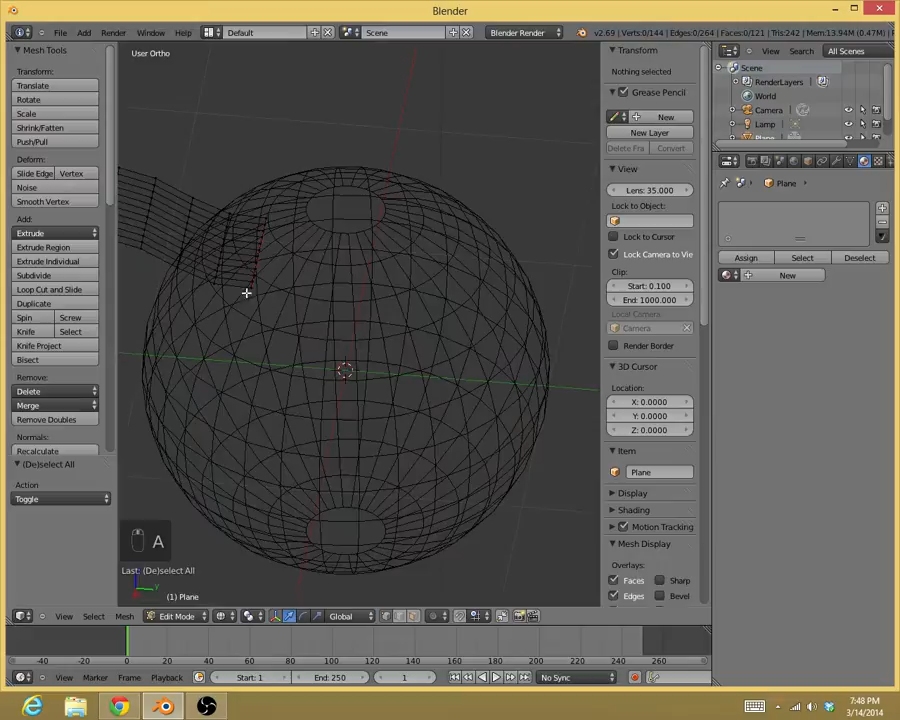 Blender
File Add Render Window Help Default Scene Blender Render v2.69 | Verts:0/144 | Edges:0/264 | Faces:0/121 | Tris:242 | Mem:13.94M (0.47M) |
Mesh Tools
Transform:
Translate
Rotate
Scale
Shrink/Fatten
Push/Pull
Deform:
Slide Edge Vertex
Noise
Smooth Vertex
Add:
Extrude
Extrude Region
Extrude Individual
Subdivide
Loop Cut and Slide
Duplicate
Spin Screw
Knife Select
Knife Project
Bisect
Remove:
Delete
Merge
Remove Doubles
Normals:
Recalculate
(De)select All
Action
Toggle
User Ortho
A
Last: (De)select All
(1) Plane
Transform
Nothing selected
Grease Pencil
New
New Layer
Delete Fra Convert
View
Lens: 35.000
Lock to Object:
Lock to Cursor
Lock Camera to Vie
Clip:
Start: 0.100
End: 1000.000
Local Camera:
Camera
Render Border
3D Cursor
Location:
X: 0.0000
Y: 0.0000
Z: 0.0000
Item
Plane
Display
Shading
Motion Tracking
Mesh Display
Overlays:
Faces Sharp
Edges Bevel
View Search All Scenes
Scene
RenderLayers
World
Camera
Lamp
Plane
Plane
Assign Select Deselect
New
View Select Mesh Edit Mode Global
-40 -20 0 20 40 60 80 100 120 140 160 180 200 220 240 260
View Marker Frame Playback Start: 1 End: 250 1 No Sync
7:48 PM
3/14/2014